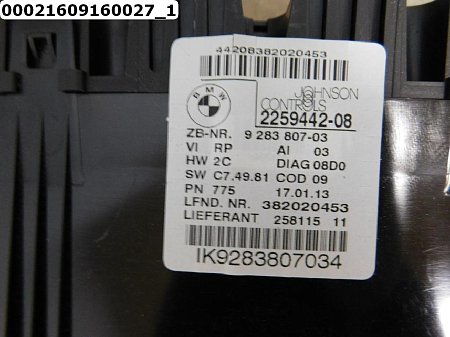 00021609160027_1
44208382020453
BMW
JOHNSON
CONTROLS
2259442-08
ZB-NR. 9 283 807-03
VI RP AI 03
HW 2C DIAG 08D0
SW C7.49.81 COD 09
PN 775 17.01.13
LFND. NR. 382020453
LIEFERANT 258115 11
IK9283807034